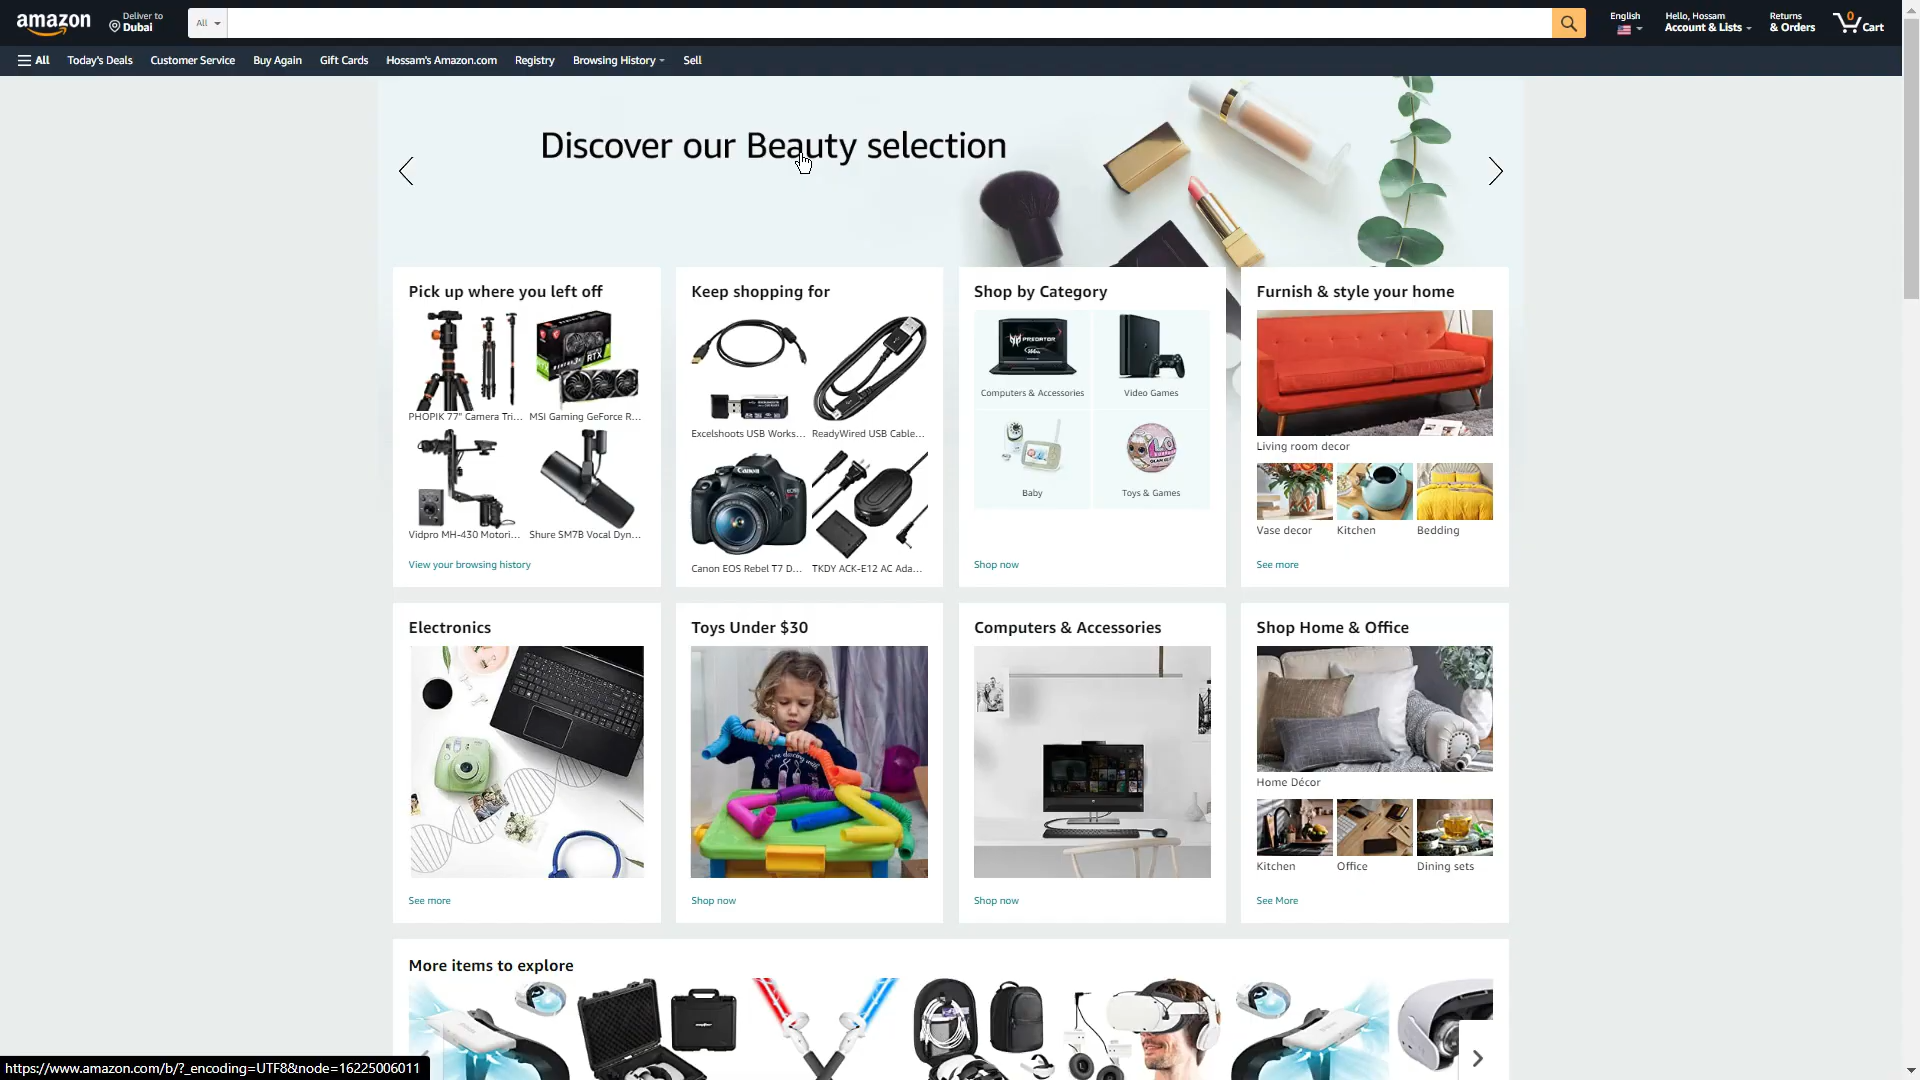 amazon
Deliver to
Dubai
All
English
Hello, Hossam
Account & Lists
Returns
& Orders
0
Cart
All
Today's Deals
Customer Service
Buy Again
Gift Cards
Hossam's Amazon.com
Registry
Browsing History
Sell
Discover our Beauty selection
Pick up where you left off
PHOPIK 77" Camera Tri...
MSI Gaming GeForce R...
Vidpro MH-430 Motori...
Shure SM7B Vocal Dyn...
View your browsing history
Keep shopping for
Excelshoots USB Works...
ReadyWired USB Cable...
Canon
Canon EOS Rebel T7 D...
TKDY ACK-E12 AC Ada...
Shop by Category
PREDATOR
Computers & Accessories
Video Games
Baby
Toys & Games
Shop now
Furnish & style your home
Living room decor
Vase decor
Kitchen
Bedding
See more
Electronics
See more
Toys Under $30
Shop now
Computers & Accessories
Shop now
Shop Home & Office
Home Décor
Kitchen
Office
Dining sets
See More
More items to explore
https://www.amazon.com/b/?_encoding=UTF8&node=16225006011